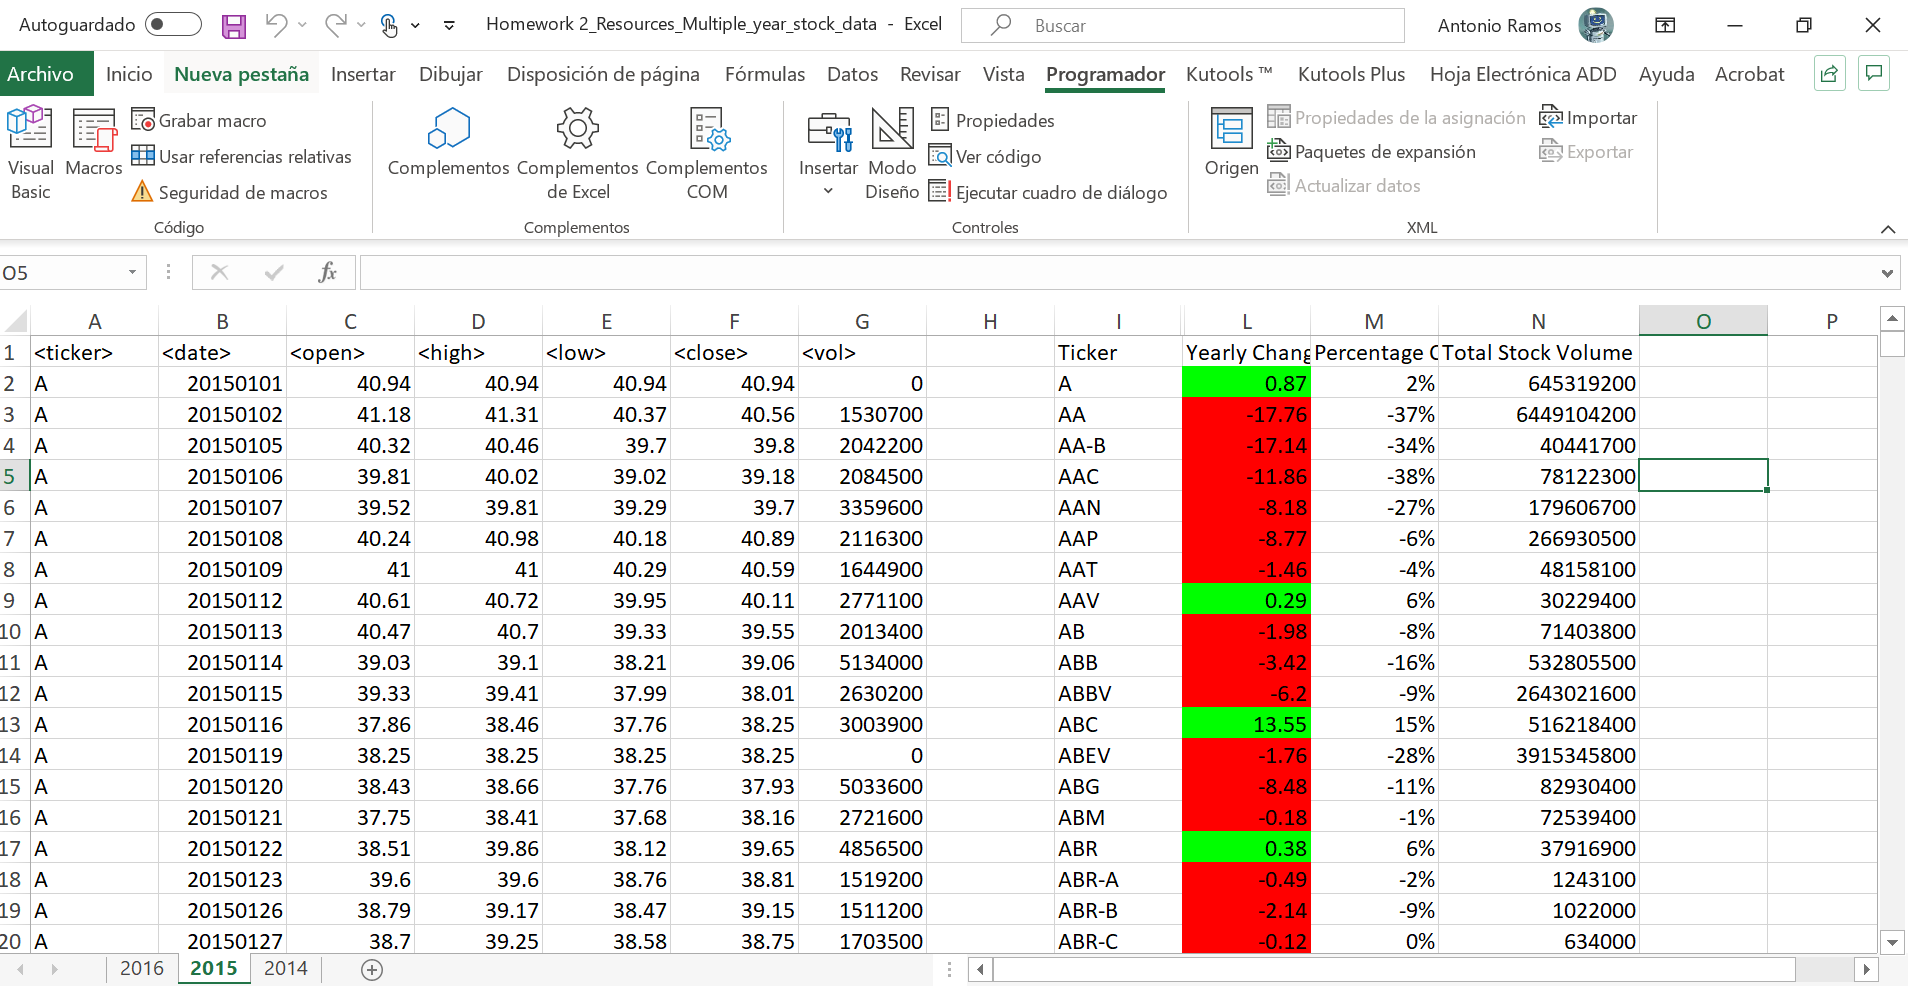 Autoguardado Homework 2_Resources_Multiple_year_stock_data - Excel Buscar Antonio Ramos
Archivo Inicio Nueva pestaña Insertar Dibujar Disposición de página Fórmulas Datos Revisar Vista Programador Kutools ™ Kutools Plus Hoja Electrónica ADD Ayuda Acrobat
Visual Basic
Macros
Grabar macro
Usar referencias relativas
Seguridad de macros
Código
Complementos
Complementos de Excel
Complementos COM
Complementos
Insertar
Modo Diseño
Propiedades
Ver código
Ejecutar cuadro de diálogo
Controles
Origen
Propiedades de la asignación
Paquetes de expansión
Actualizar datos
Importar
Exportar
XML
O5 fx
A B C D E F G H I L M N O P
1 <ticker> <date> <open> <high> <low> <close> <vol> Ticker Yearly Chang Percentage C Total Stock Volume
2 A 20150101 40.94 40.94 40.94 40.94 0 A 0.87 2% 645319200
3 A 20150102 41.18 41.31 40.37 40.56 1530700 AA -17.76 -37% 6449104200
4 A 20150105 40.32 40.46 39.7 39.8 2042200 AA-B -17.14 -34% 40441700
5 A 20150106 39.81 40.02 39.02 39.18 2084500 AAC -11.86 -38% 78122300
6 A 20150107 39.52 39.81 39.29 39.7 3359600 AAN -8.18 -27% 179606700
7 A 20150108 40.24 40.98 40.18 40.89 2116300 AAP -8.77 -6% 266930500
8 A 20150109 41 41 40.29 40.59 1644900 AAT -1.46 -4% 48158100
9 A 20150112 40.61 40.72 39.95 40.11 2771100 AAV 0.29 6% 30229400
10 A 20150113 40.47 40.7 39.33 39.55 2013400 AB -1.98 -8% 71403800
11 A 20150114 39.03 39.1 38.21 39.06 5134000 ABB -3.42 -16% 532805500
12 A 20150115 39.33 39.41 37.99 38.01 2630200 ABBV -6.2 -9% 2643021600
13 A 20150116 37.86 38.46 37.76 38.25 3003900 ABC 13.55 15% 516218400
14 A 20150119 38.25 38.25 38.25 38.25 0 ABEV -1.76 -28% 3915345800
15 A 20150120 38.43 38.66 37.76 37.93 5033600 ABG -8.48 -11% 82930400
16 A 20150121 37.75 38.41 37.68 38.16 2721600 ABM -0.18 -1% 72539400
17 A 20150122 38.51 39.86 38.12 39.65 4856500 ABR 0.38 6% 37916900
18 A 20150123 39.6 39.6 38.76 38.81 1519200 ABR-A -0.49 -2% 1243100
19 A 20150126 38.79 39.17 38.47 39.15 1511200 ABR-B -2.14 -9% 1022000
20 A 20150127 38.7 39.25 38.58 38.75 1703500 ABR-C -0.12 0% 634000
2016 2015 2014